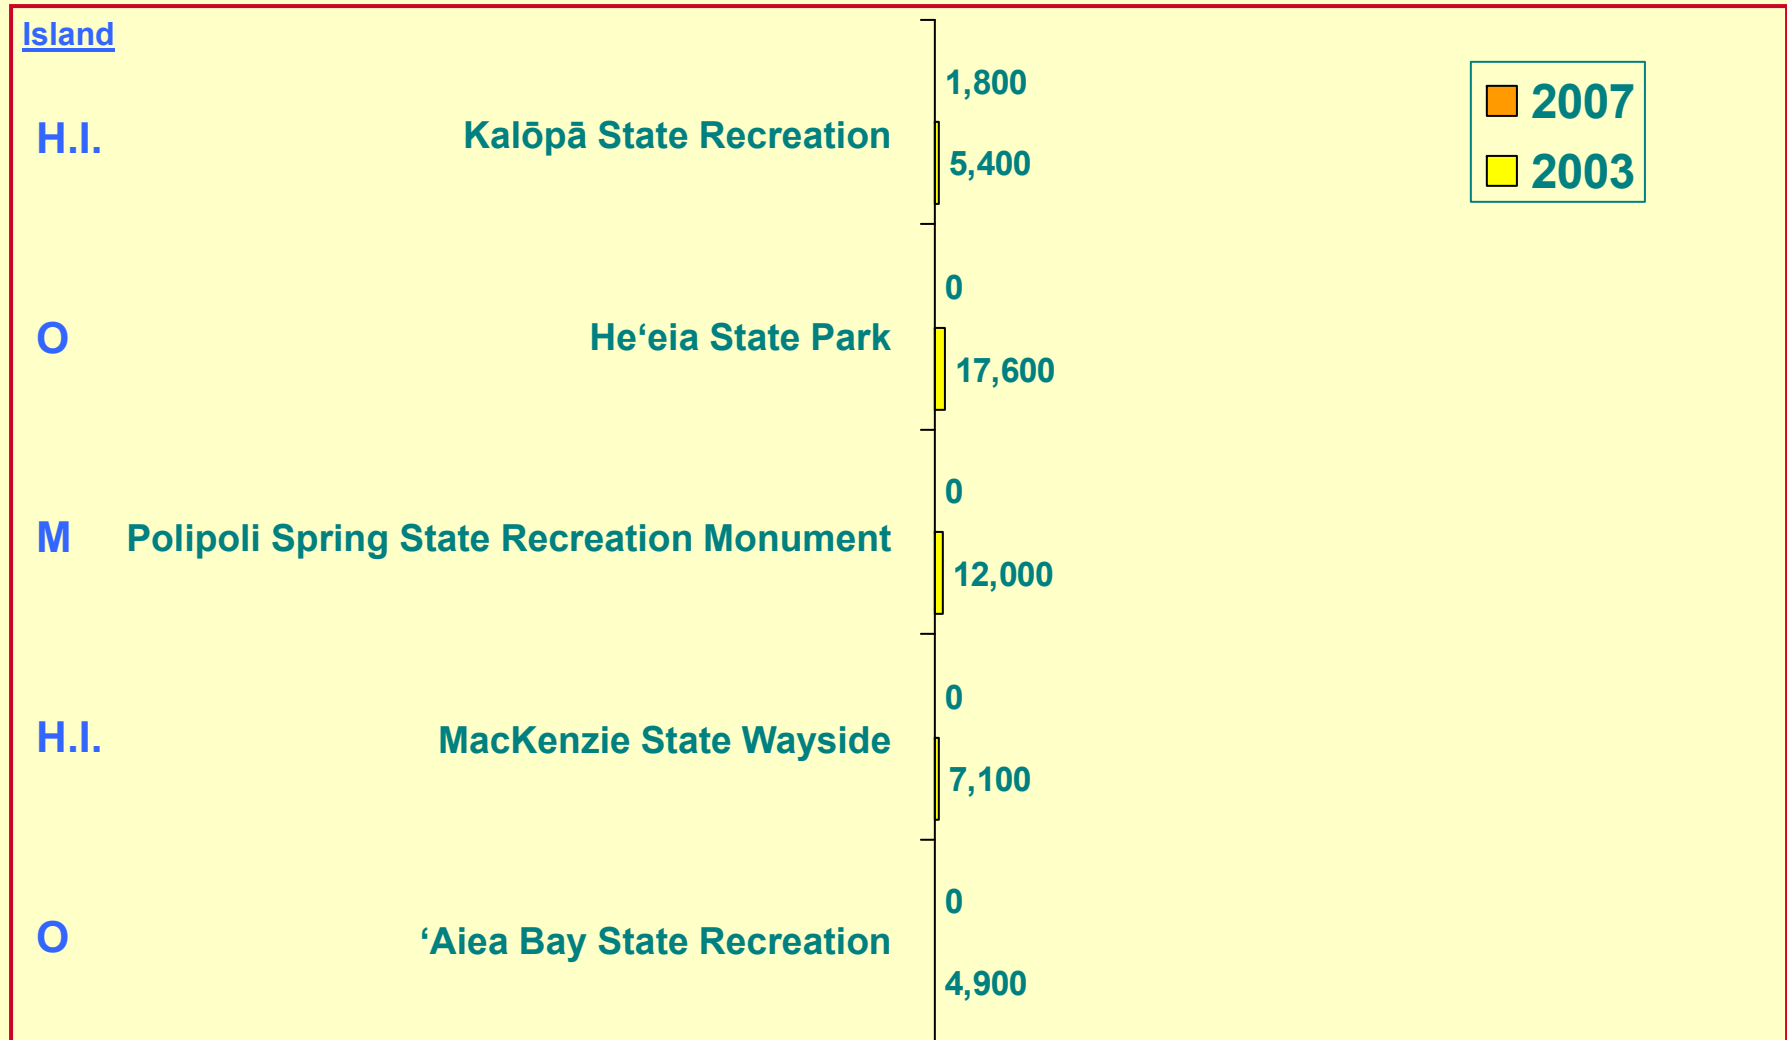 Island
1,800
2007
H.I. Kalōpā State Recreation
5,400
2003
0
O He‘eia State Park
17,600
0
M Polipoli Spring State Recreation Monument
12,000
0
H.I. MacKenzie State Wayside
7,100
0
O ‘Aiea Bay State Recreation
4,900